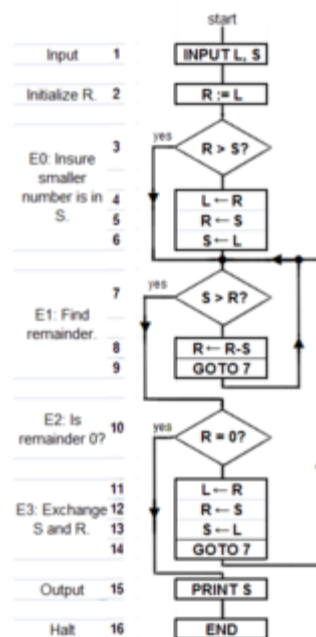 start
Input 1 INPUT L, S
Initialize R. 2 R := L
yes
3 R > S?
E0: Insure
smaller
number is in
S.
4 L ← R
5 R ← S
6 S ← L
yes
7 S > R?
E1: Find
remainder.
8 R ← R-S
9 GOTO 7
E2: Is
remainder 0?
10 yes R = 0?
11 L ← R
E3: Exchange
S and R.
12 R ← S
13 S ← L
14 GOTO 7
Output 15 PRINT S
Halt 16 END